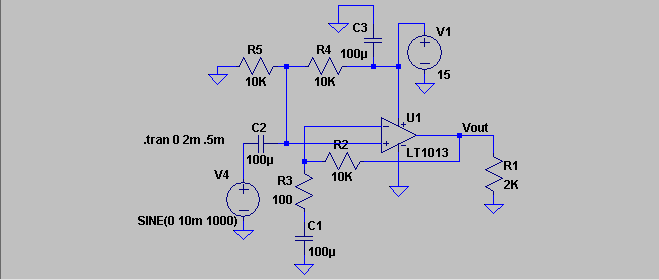 C3
V1
R5
R4
100µ
10K
10K
15
U1
.tran 0 2m .5m
C2
Vout
100µ
R2
LT1013
V4
R3
10K
R1
100
2K
SINE(0 10m 1000)
C1
100µ